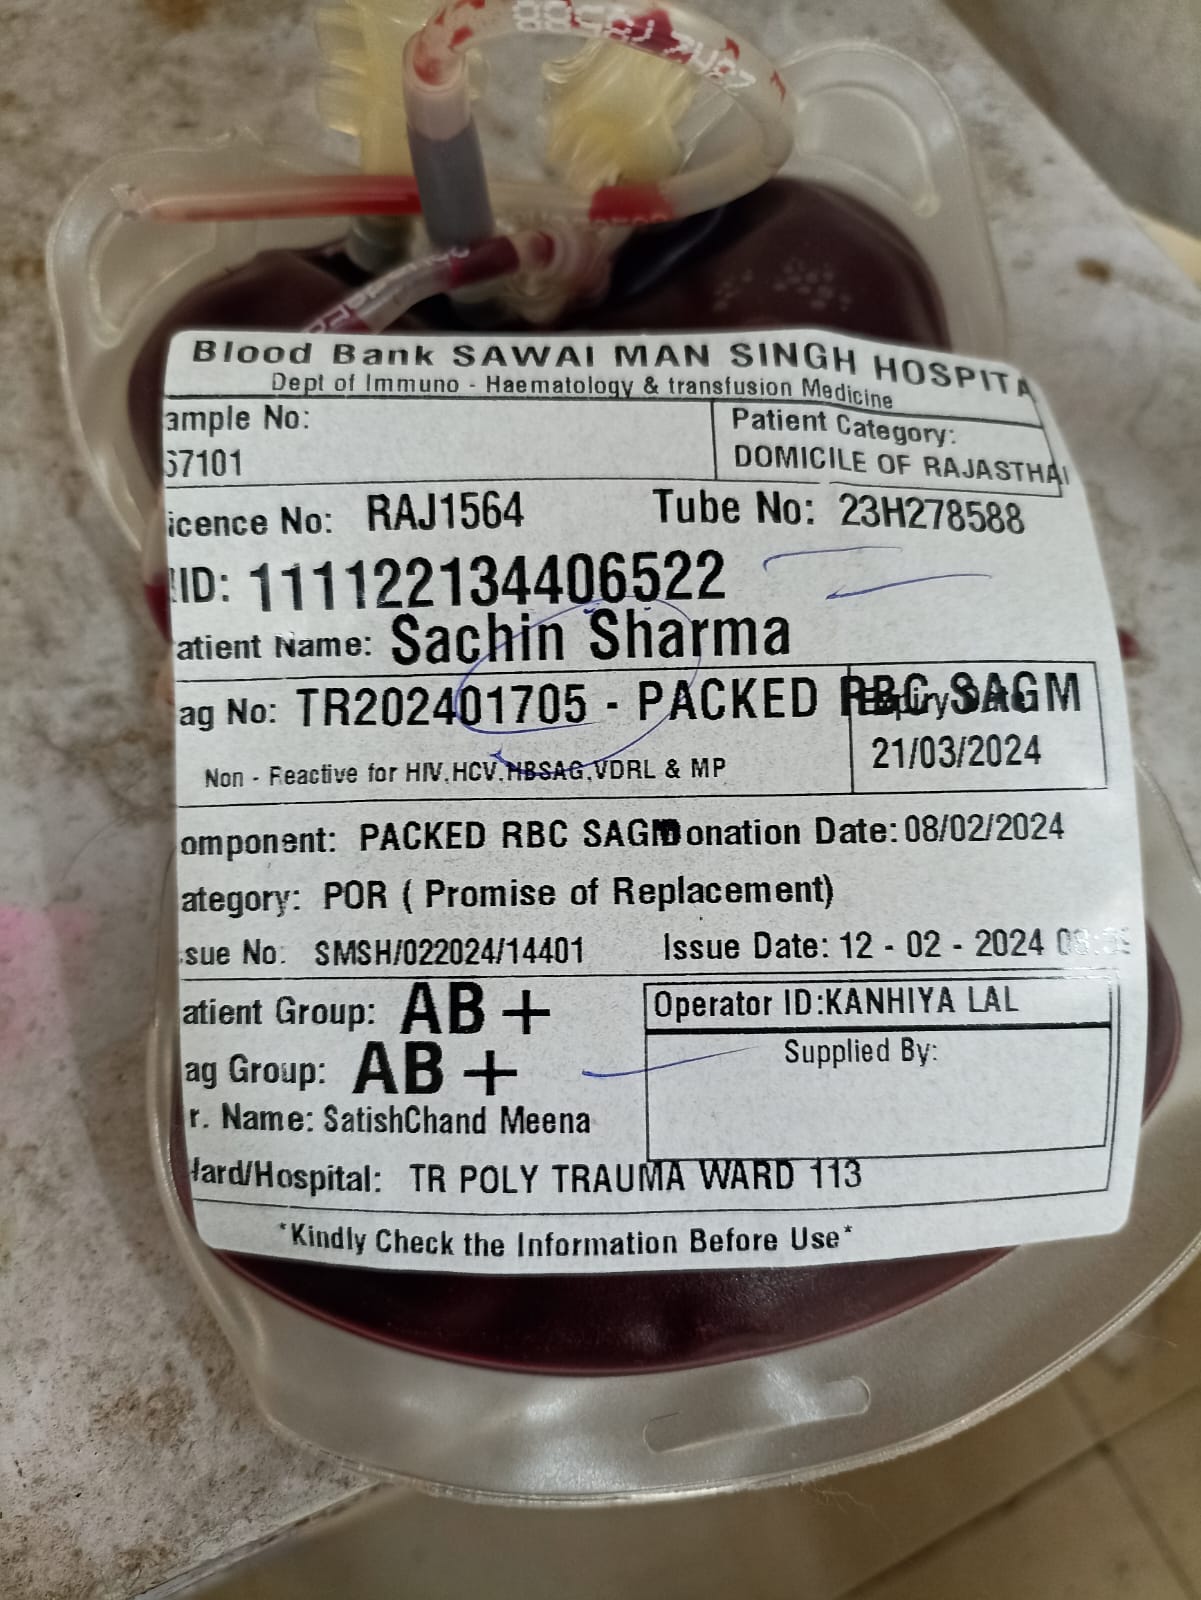 Blood Bank SAWAI MAN SINGH HOSPITA
Dept of Immuno - Haematology & transfusion Medicine
ample No:
Patient Category:
67101
DOMICILE OF RAJASTHA
icence No: RAJ1564 Tube No: 23H278588
ID: 111122134406522
atient Name: Sachin Sharma
ag No: TR202401705 - PACKED RBC SAGM
Expiry
21/03/2024
Non - Reactive for HIV,HCV,HBSAG,VDRL & MP
omponent: PACKED RBC SAGM Donation Date: 08/02/2024
ategory: POR ( Promise of Replacement)
sue No: SMSH/022024/14401 Issue Date: 12 - 02 - 2024
atient Group: AB +
Operator ID:KANHIYA LAL
ag Group: AB +
Supplied By:
r. Name: SatishChand Meena
ard/Hospital: TR POLY TRAUMA WARD 113
*Kindly Check the Information Before Use*